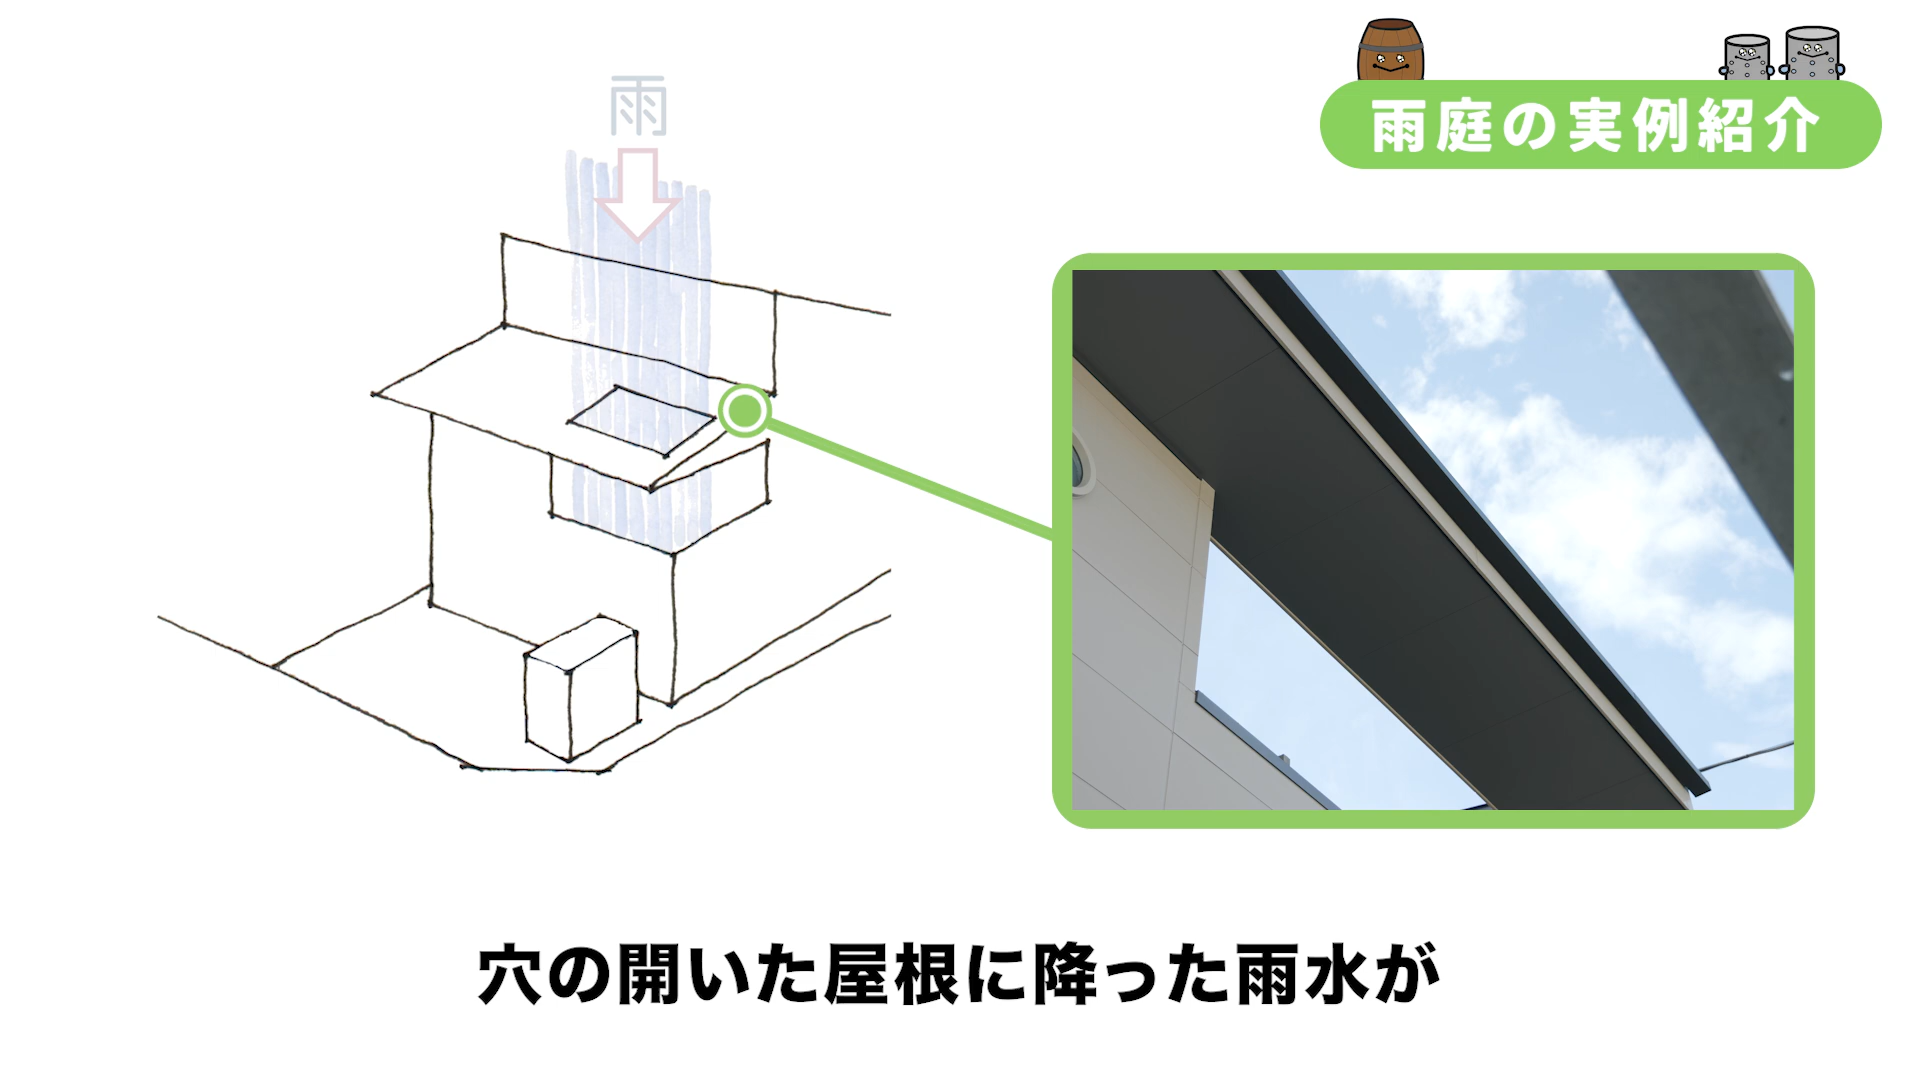 雨
雨庭の実例紹介
穴の開いた屋根に降った雨水が